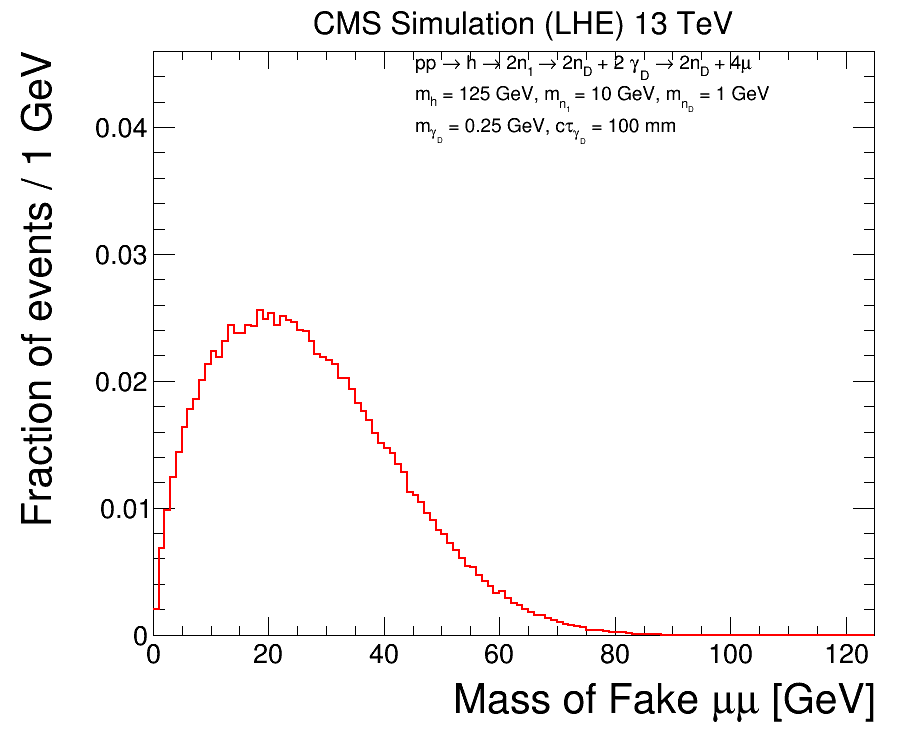 CMS Simulation (LHE) 13 TeV
pp → h → 2n₁ → 2n_D + 2 γ_D → 2n_D + 4μ
m_h = 125 GeV, m_n₁ = 10 GeV, m_n_D = 1 GeV
m_γ_D = 0.25 GeV, cτ_γ_D = 100 mm
Fraction of events / 1 GeV
0.04
0.03
0.02
0.01
0
0 20 40 60 80 100 120
Mass of Fake μμ [GeV]